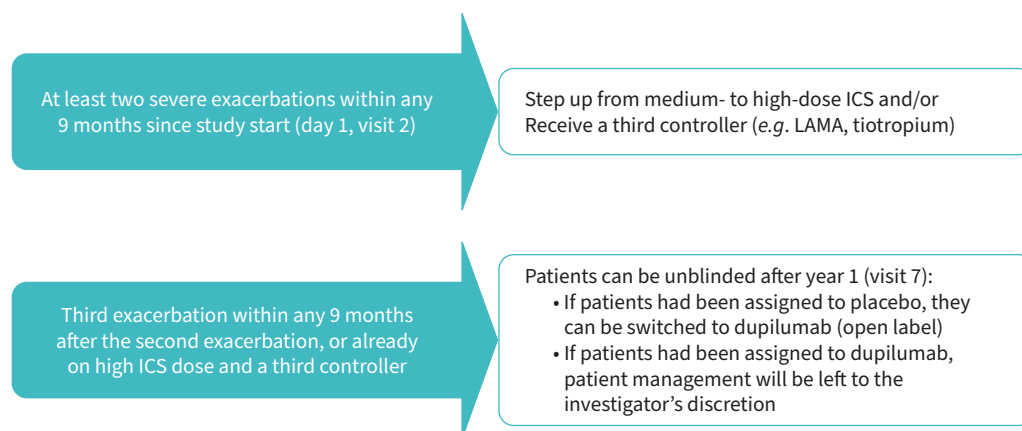 At least two severe exacerbations within any
9 months since study start (day 1, visit 2)
Step up from medium- to high-dose ICS and/or
Receive a third controller (e.g. LAMA, tiotropium)
Third exacerbation within any 9 months
after the second exacerbation, or already
on high ICS dose and a third controller
Patients can be unblinded after year 1 (visit 7):
• If patients had been assigned to placebo, they
can be switched to dupilumab (open label)
• If patients had been assigned to dupilumab,
patient management will be left to the
investigator’s discretion